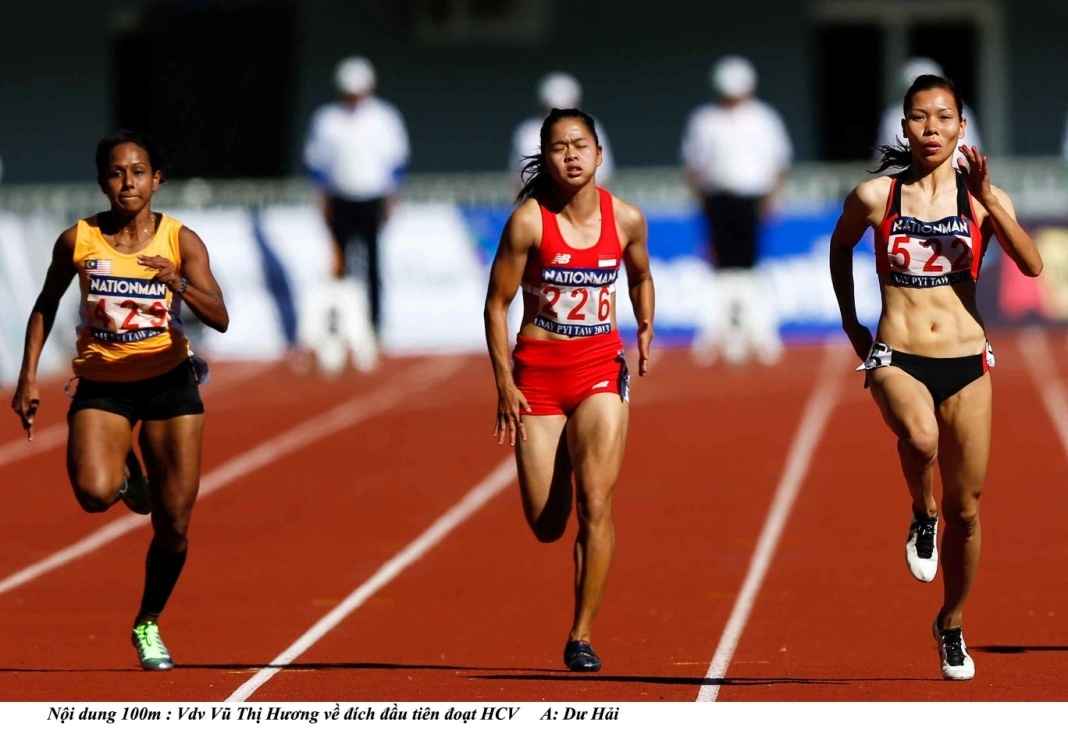 NATIONMAN
429
NAY PYI TAW 2013
NB
NATIONMAN
226
NAY PYI TAW 2013
NATIONMAN
522
NAY PYI TAW
Nội dung 100m : Vdv Vũ Thị Hương về đích đầu tiên đoạt HCV A: Dư Hải